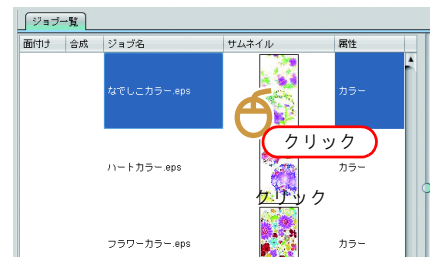 ジョブ一覧
面付け 合成 ジョブ名 サムネイル 属性
なでしこカラー.eps カラー
クリック
ハートカラー.eps カラー
クリック
フラワーカラー.eps カラー